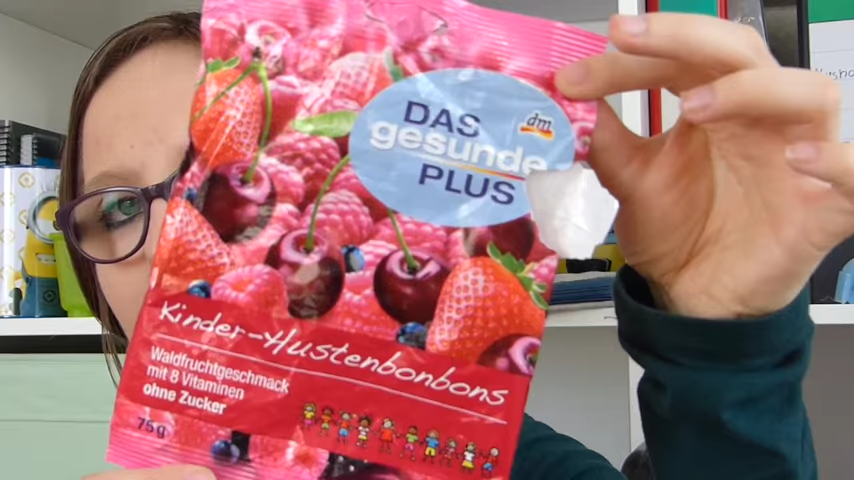 DAS
gesunde
PLUS
dm
Kinder-Hustenbonbons
Waldfruchtgeschmack
mit 8 Vitaminen
ohne Zucker
75g